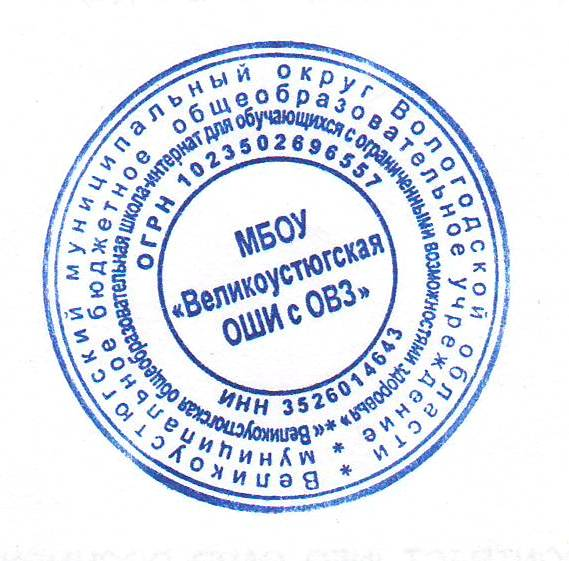 Великоустюгский муниципальный округ Вологодской области *
муниципальное бюджетное общеобразовательное учреждение *
«Великоустюгская общеобразовательная школа-интернат для обучающихся с ограниченными возможностями здоровья» *
ОГРН 1023502696557
ИНН 3526014643
МБОУ
«Великоустюгская
ОШИ с ОВЗ»